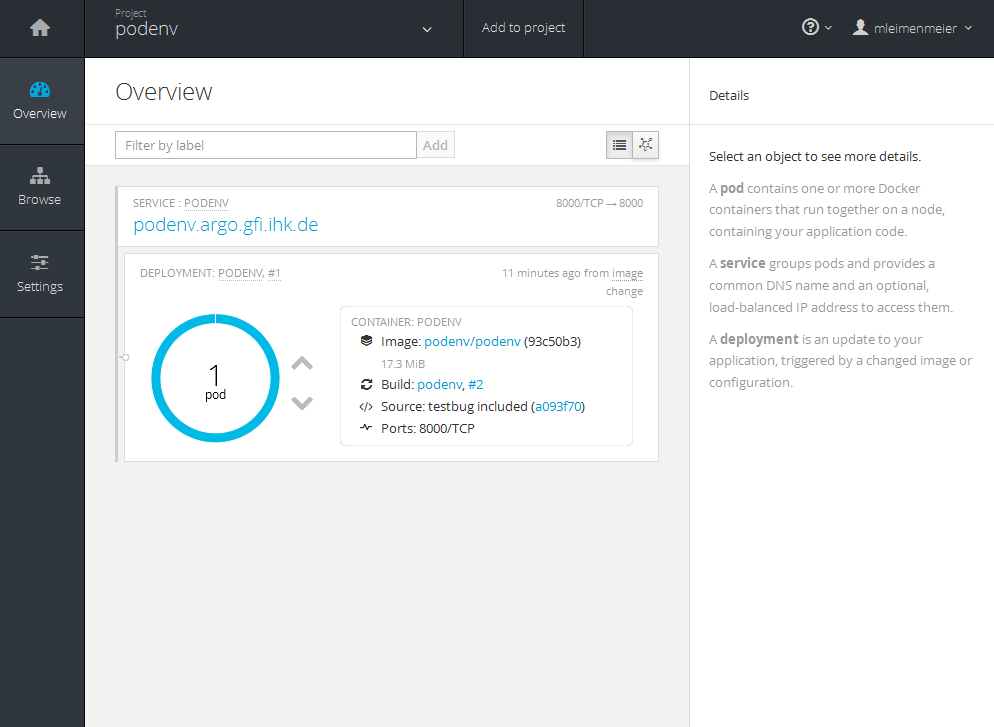 Project
podenv
Add to project
mleimenmeier
Overview
Browse
Settings
Overview
Filter by label
Add
SERVICE : PODENV
8000/TCP → 8000
podenv.argo.gfi.ihk.de
DEPLOYMENT: PODENV, #1
11 minutes ago from image
change
1
pod
CONTAINER: PODENV
Image: podenv/podenv (93c50b3)
17.3 MiB
Build: podenv, #2
Source: testbug included (a093f70)
Ports: 8000/TCP
Details
Select an object to see more details.
A pod contains one or more Docker
containers that run together on a node,
containing your application code.
A service groups pods and provides a
common DNS name and an optional,
load-balanced IP address to access them.
A deployment is an update to your
application, triggered by a changed image or
configuration.